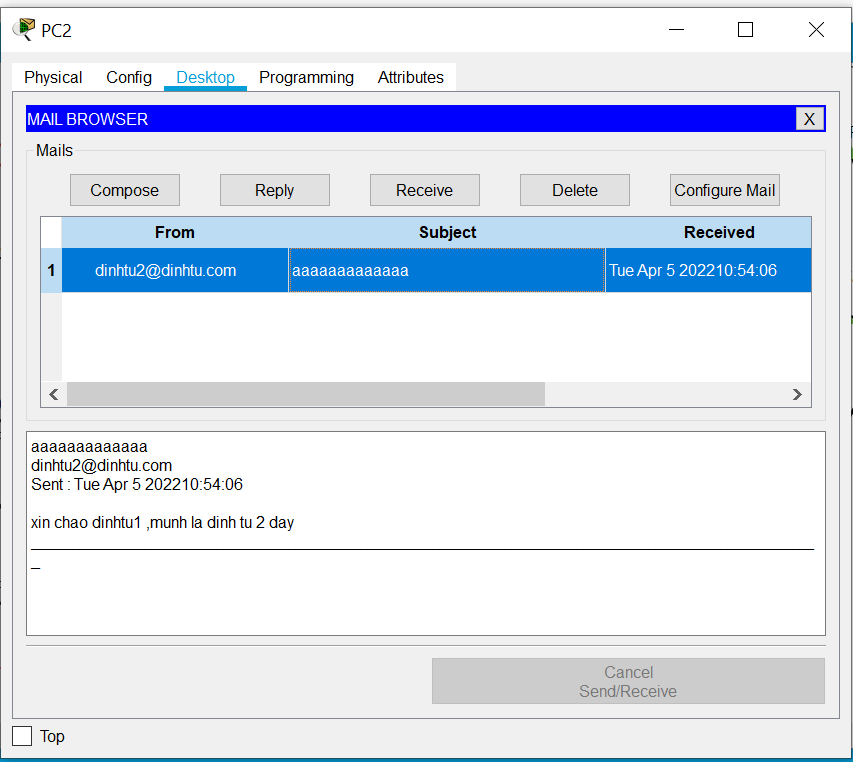 PC2
Physical Config Desktop Programming Attributes
MAIL BROWSER X
Mails
Compose Reply Receive Delete Configure Mail
From Subject Received
1 dinhtu2@dinhtu.com aaaaaaaaaaaaa Tue Apr 5 202210:54:06
aaaaaaaaaaaaa
dinhtu2@dinhtu.com
Sent : Tue Apr 5 202210:54:06
xin chao dinhtu1 ,munh la dinh tu 2 day
Cancel
Send/Receive
Top